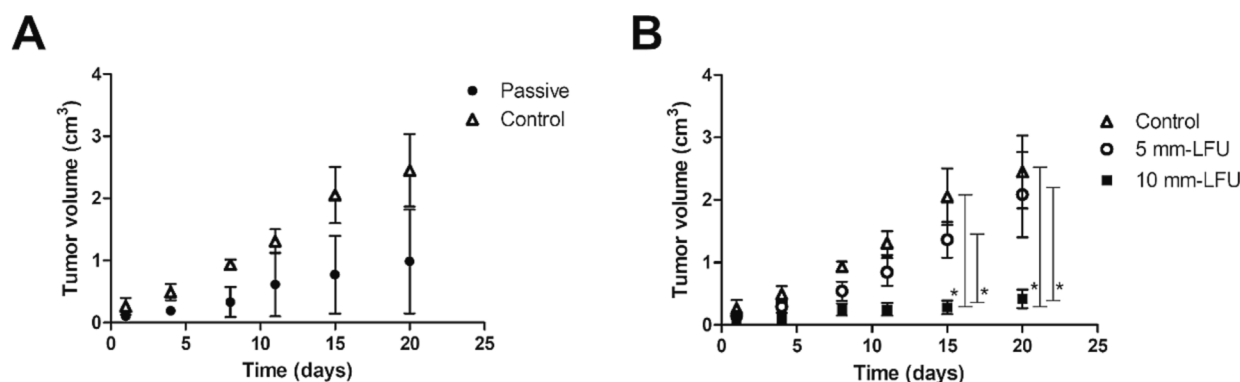 A
B
Tumor volume (cm3)
4
3
2
1
0
0 5 10 15 20 25
Time (days)
Passive
Control
Tumor volume (cm3)
4
3
2
1
0
0 5 10 15 20 25
Time (days)
Control
5 mm-LFU
10 mm-LFU
* * * *